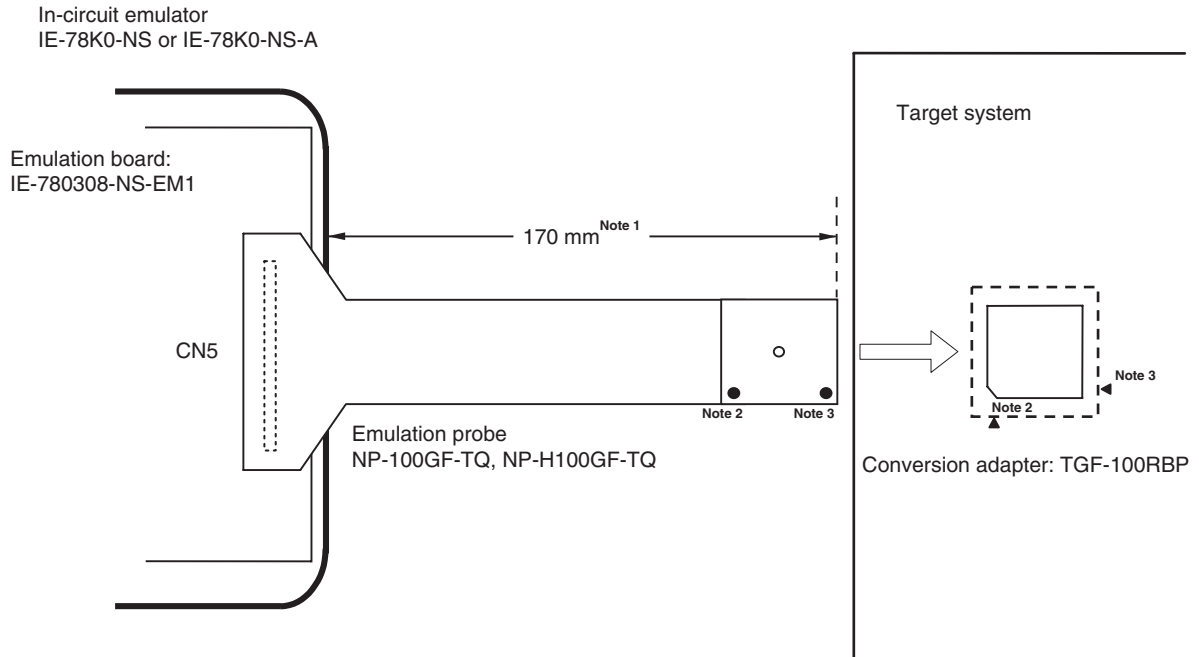 In-circuit emulator
IE-78K0-NS or IE-78K0-NS-A
Target system
Emulation board:
IE-780308-NS-EM1
170 mm Note 1
CN5
Note 3
Note 2
Note 2
Note 3
Emulation probe
NP-100GF-TQ, NP-H100GF-TQ
Conversion adapter: TGF-100RBP